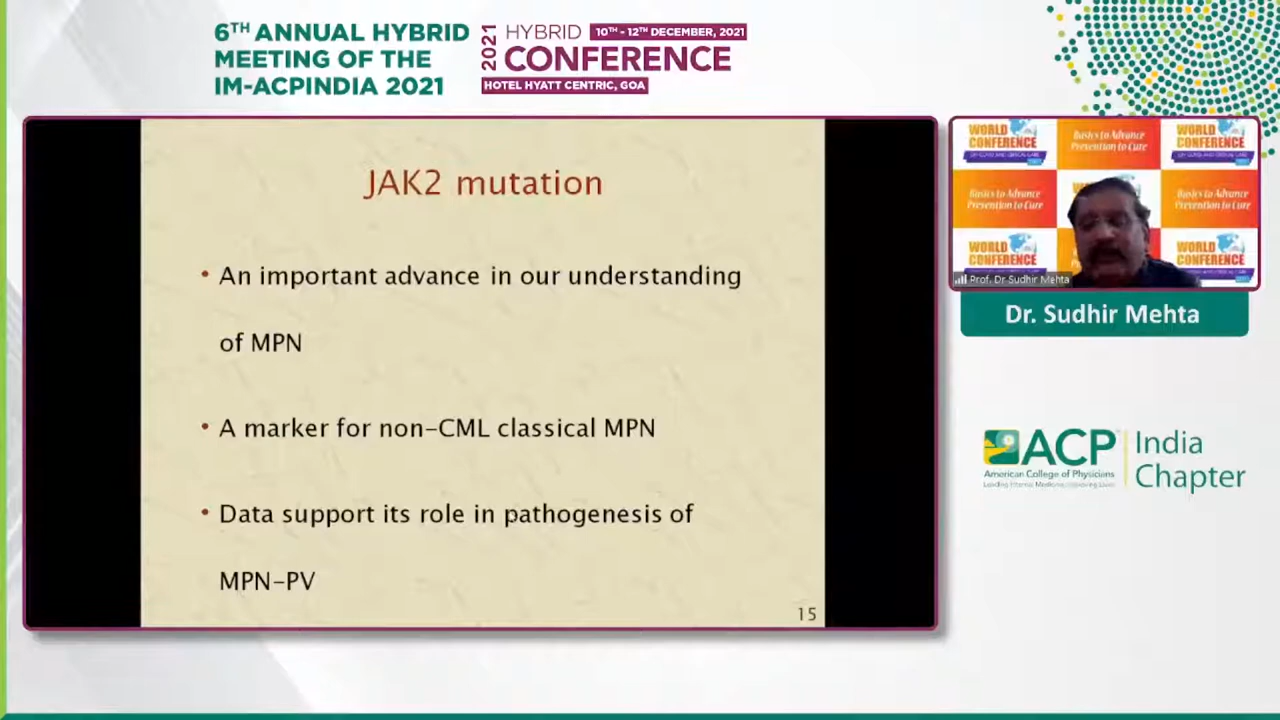 6TH ANNUAL HYBRID
MEETING OF THE
IM-ACPINDIA 2021
2021
HYBRID 10TH - 12TH DECEMBER, 2021
CONFERENCE
HOTEL HYATT CENTRIC, GOA
JAK2 mutation
• An important advance in our understanding
of MPN
• A marker for non-CML classical MPN
• Data support its role in pathogenesis of
MPN-PV
15
WORLD
CONFERENCE
Basics to Advance
Prevention to Cure
WORLD
CONFERENCE
Basics to Advance
Prevention to Cure
Basics to Advance
Prevention to Cure
WORLD
CONFERENCE
WORLD
CONFERENCE
Prof. Dr Sudhir Mehta
Dr. Sudhir Mehta
ACP
American College of Physicians
Leading Internal Medicine, Improving Lives
India
Chapter